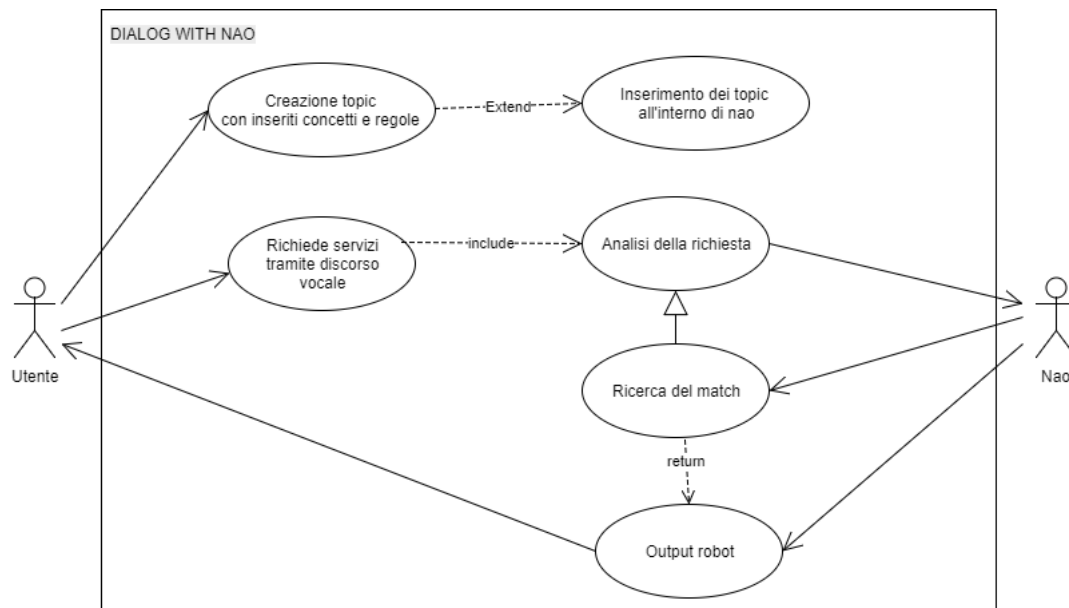 DIALOG WITH NAO
Creazione topic
con inseriti concetti e regole
Extend
Inserimento dei topic
all'interno di nao
Richiede servizi
tramite discorso
vocale
include
Analisi della richiesta
Utente
Ricerca del match
Nao
return
Output robot